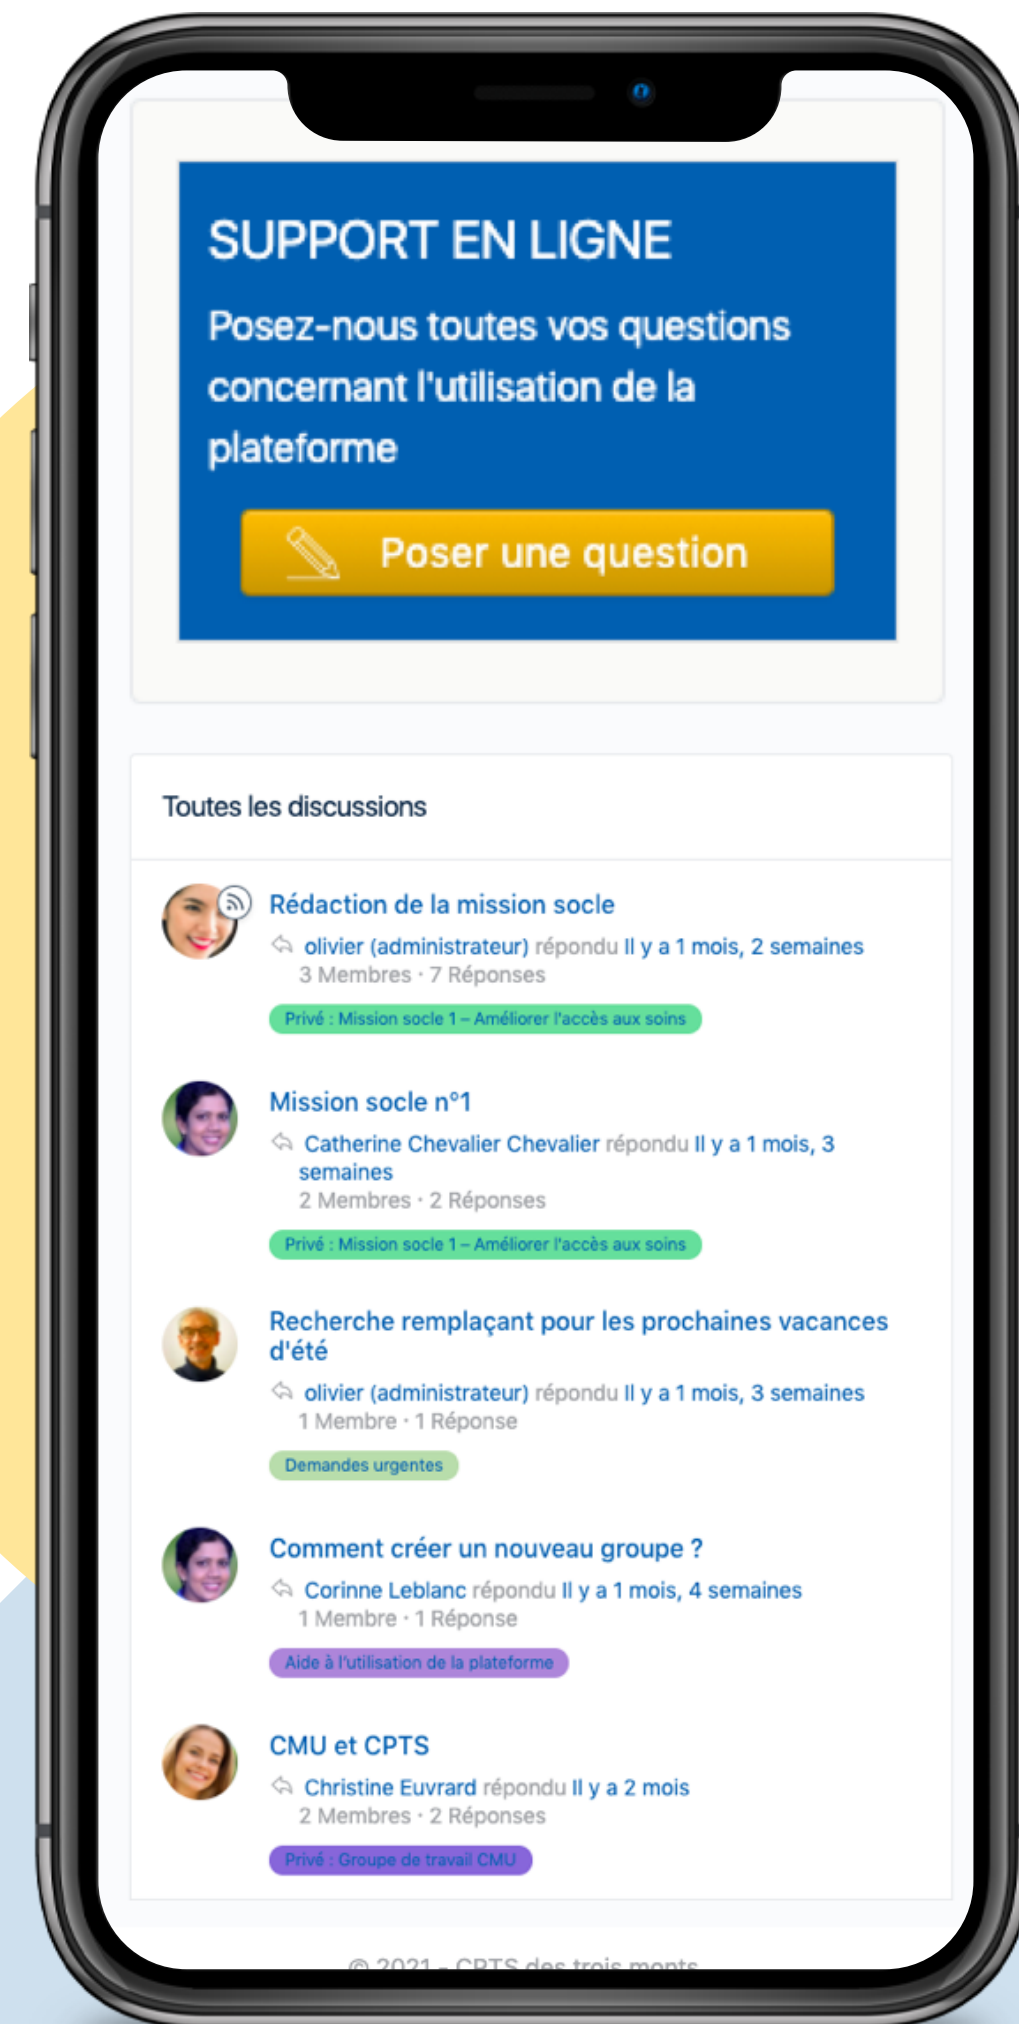 SUPPORT EN LIGNE
Posez-nous toutes vos questions
concernant l'utilisation de la
plateforme
Poser une question
Toutes les discussions
Rédaction de la mission socle
olivier (administrateur) répondu Il y a 1 mois, 2 semaines
3 Membres · 7 Réponses
Privé : Mission socle 1 – Améliorer l'accès aux soins
Mission socle n°1
Catherine Chevalier Chevalier répondu Il y a 1 mois, 3
semaines
2 Membres · 2 Réponses
Privé : Mission socle 1 – Améliorer l'accès aux soins
Recherche remplaçant pour les prochaines vacances
d'été
olivier (administrateur) répondu Il y a 1 mois, 3 semaines
1 Membre · 1 Réponse
Demandes urgentes
Comment créer un nouveau groupe ?
Corinne Leblanc répondu Il y a 1 mois, 4 semaines
1 Membre · 1 Réponse
Aide à l'utilisation de la plateforme
CMU et CPTS
Christine Euvrard répondu Il y a 2 mois
2 Membres · 2 Réponses
Privé : Groupe de travail CMU
© 2021 - CPTS des trois monts